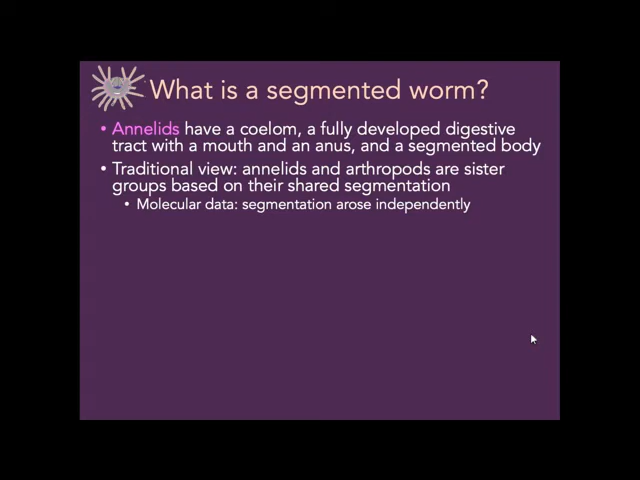 What is a segmented worm?
• Annelids have a coelom, a fully developed digestive
tract with a mouth and an anus, and a segmented body
• Traditional view: annelids and arthropods are sister
groups based on their shared segmentation
• Molecular data: segmentation arose independently